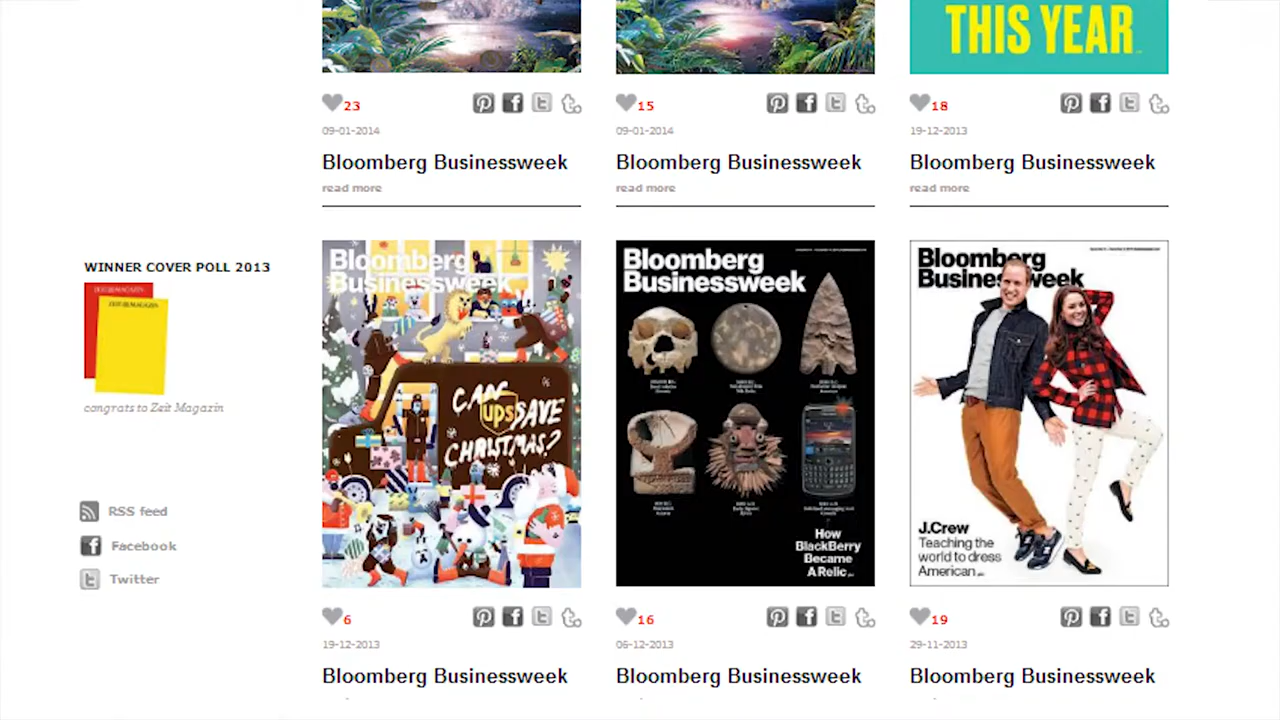 THIS YEAR
23
15
18
09-01-2014
09-01-2014
19-12-2013
Bloomberg Businessweek
Bloomberg Businessweek
Bloomberg Businessweek
read more
read more
read more
WINNER COVER POLL 2013
ZEIT MAGAZIN
ZEIT MAGAZIN
congrats to Zeit Magazin
RSS feed
Facebook
Twitter
Bloomberg
Businessweek
CAN
ups SAVE
CHRISTMAS?
Bloomberg
Businessweek
How
BlackBerry
Became
A Relic
Bloomberg
Businessweek
J.Crew
Teaching the
world to dress
American
6
16
19
19-12-2013
06-12-2013
29-11-2013
Bloomberg Businessweek
Bloomberg Businessweek
Bloomberg Businessweek